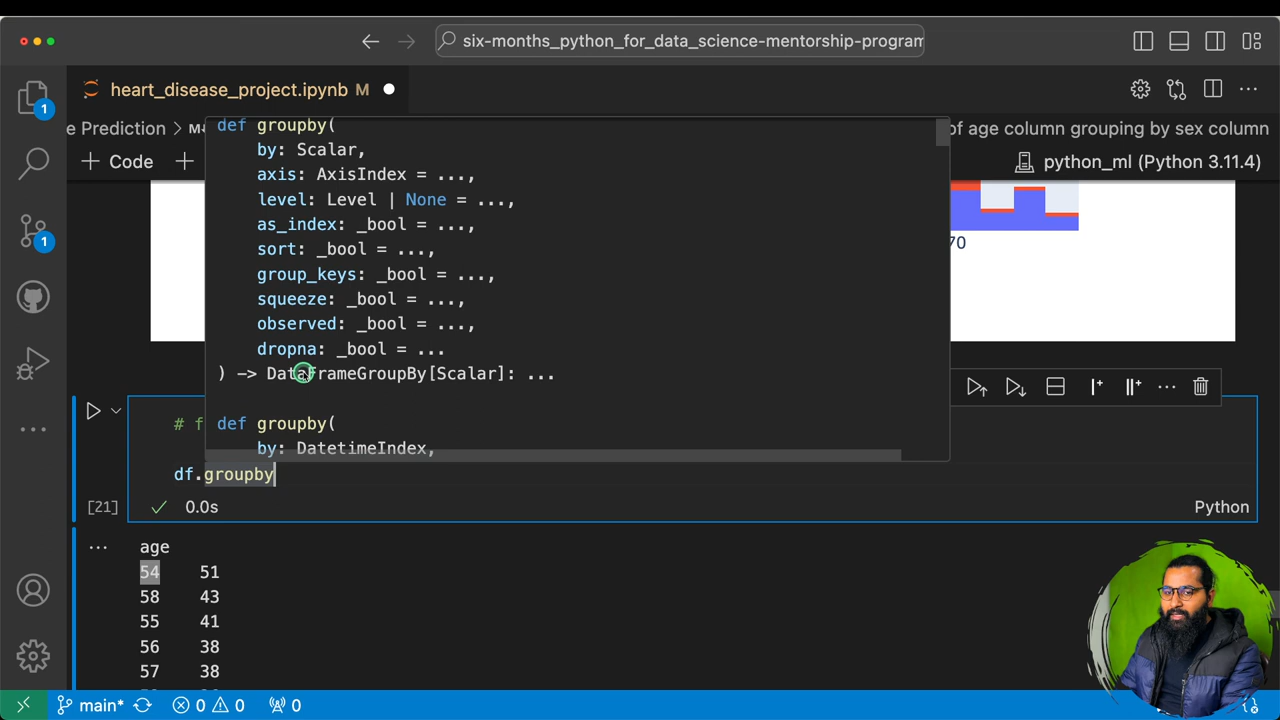 six-months_python_for_data_science-mentorship-program
1
heart_disease_project.ipynb M
e Prediction > M
of age column grouping by sex column
+ Code +
python_ml (Python 3.11.4)
1
def groupby(
by: Scalar,
axis: AxisIndex = ...,
level: Level | None = ...,
as_index: _bool = ...,
sort: _bool = ...,
group_keys: _bool = ...,
squeeze: _bool = ...,
observed: _bool = ...,
dropna: _bool = ...
) -> DataFrameGroupBy[Scalar]: ...
def groupby(
by: DatetimeIndex,
70
# f
df.groupby
[21]
0.0s
Python
...
age
54 51
58 43
55 41
56 38
57 38
main*
0 0
0